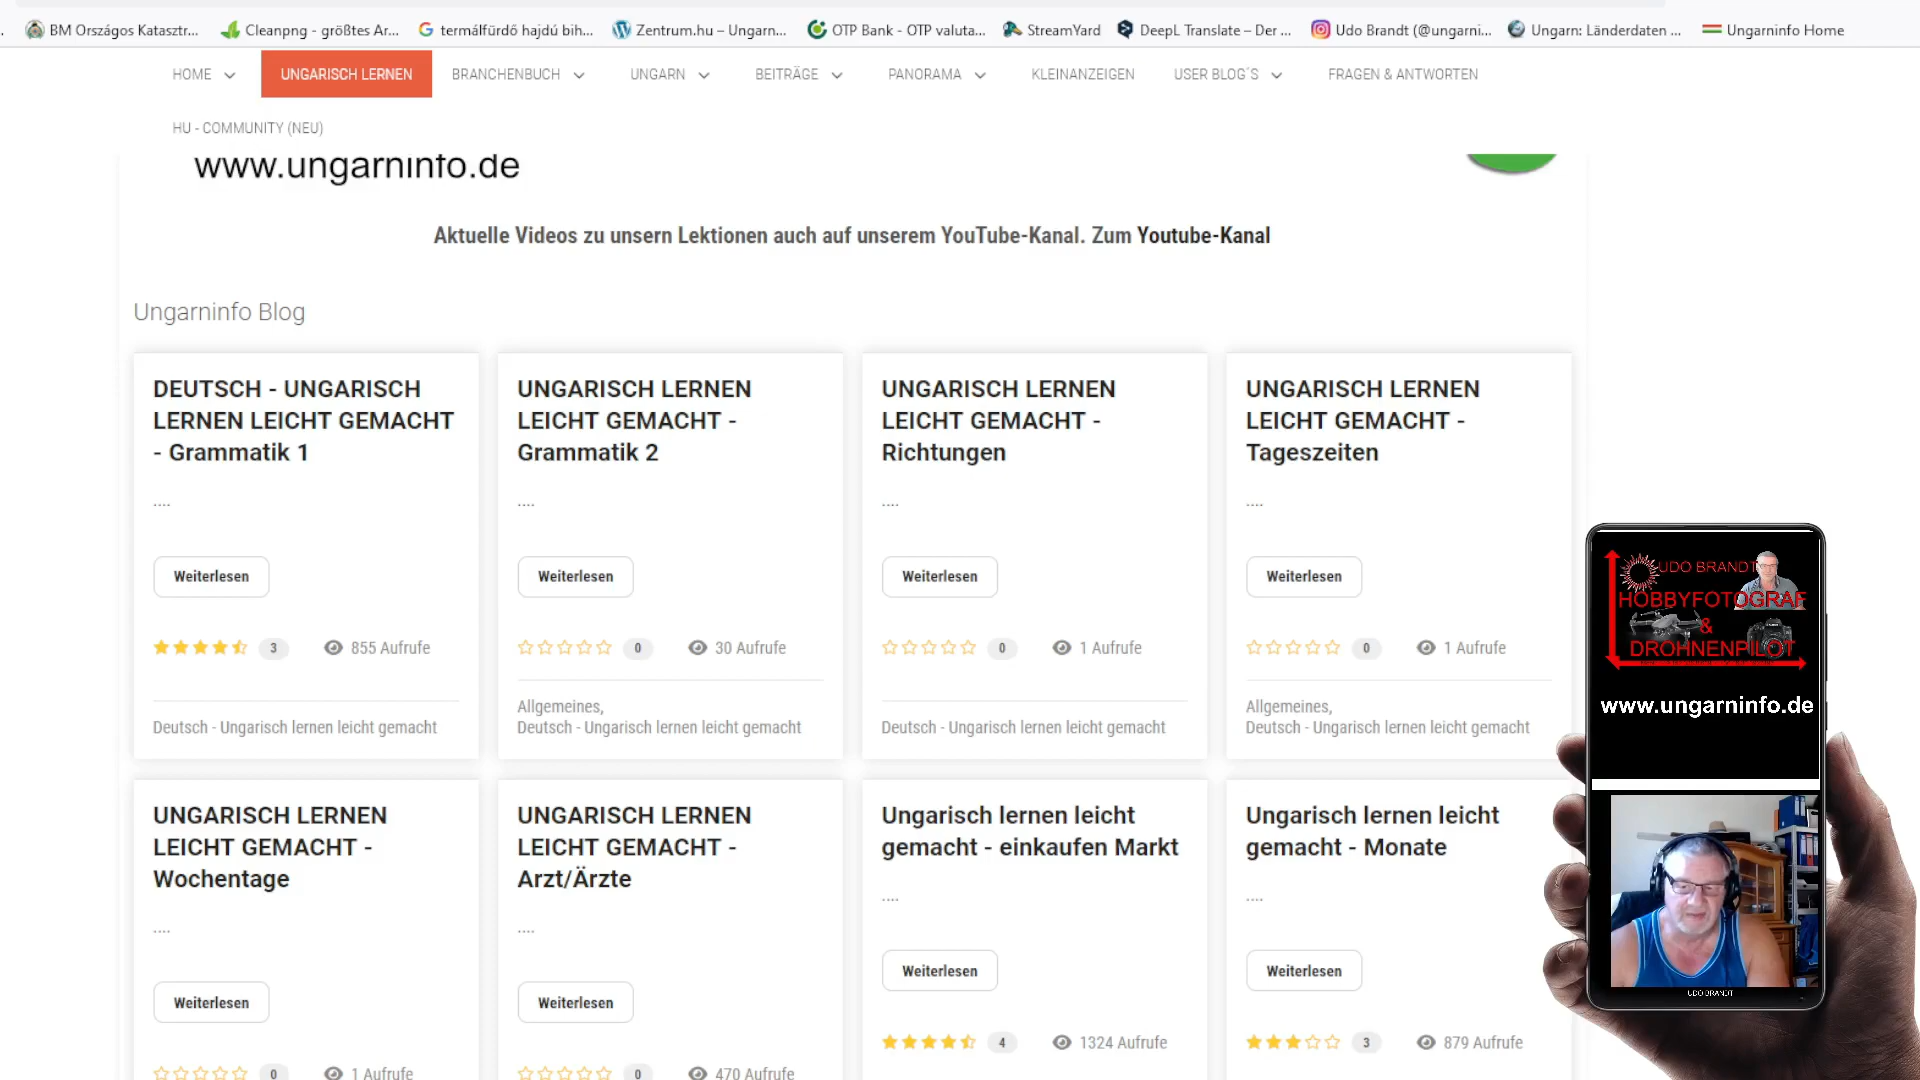 BM Országos Katasztr... Cleanpng - größtes Ar... termálfürdő hajdú bih... Zentrum.hu – Ungarn... OTP Bank - OTP valuta... StreamYard DeepL Translate – Der ... Udo Brandt (@ungarni... Ungarn: Länderdaten ... Ungarninfo Home
HOME UNGARISCH LERNEN BRANCHENBUCH UNGARN BEITRÄGE PANORAMA KLEINANZEIGEN USER BLOG´S FRAGEN & ANTWORTEN
HU - COMMUNITY (NEU)
www.ungarninfo.de
Aktuelle Videos zu unsern Lektionen auch auf unserem YouTube-Kanal. Zum Youtube-Kanal
Ungarninfo Blog
DEUTSCH - UNGARISCH
LERNEN LEICHT GEMACHT
- Grammatik 1
....
Weiterlesen
3 855 Aufrufe
Deutsch - Ungarisch lernen leicht gemacht
UNGARISCH LERNEN
LEICHT GEMACHT -
Grammatik 2
....
Weiterlesen
0 30 Aufrufe
Allgemeines,
Deutsch - Ungarisch lernen leicht gemacht
UNGARISCH LERNEN
LEICHT GEMACHT -
Richtungen
....
Weiterlesen
0 1 Aufrufe
Deutsch - Ungarisch lernen leicht gemacht
UNGARISCH LERNEN
LEICHT GEMACHT -
Tageszeiten
....
Weiterlesen
0 1 Aufrufe
Allgemeines,
Deutsch - Ungarisch lernen leicht gemacht
UNGARISCH LERNEN
LEICHT GEMACHT -
Wochentage
....
Weiterlesen
0 1 Aufrufe
UNGARISCH LERNEN
LEICHT GEMACHT -
Arzt/Ärzte
....
Weiterlesen
0 470 Aufrufe
Ungarisch lernen leicht
gemacht - einkaufen Markt
....
Weiterlesen
4 1324 Aufrufe
Ungarisch lernen leicht
gemacht - Monate
....
Weiterlesen
3 879 Aufrufe
UDO BRANDT
HOBBYFOTOGRAF
&
DROHNENPILOT
www.ungarninfo.de
UDO BRANDT